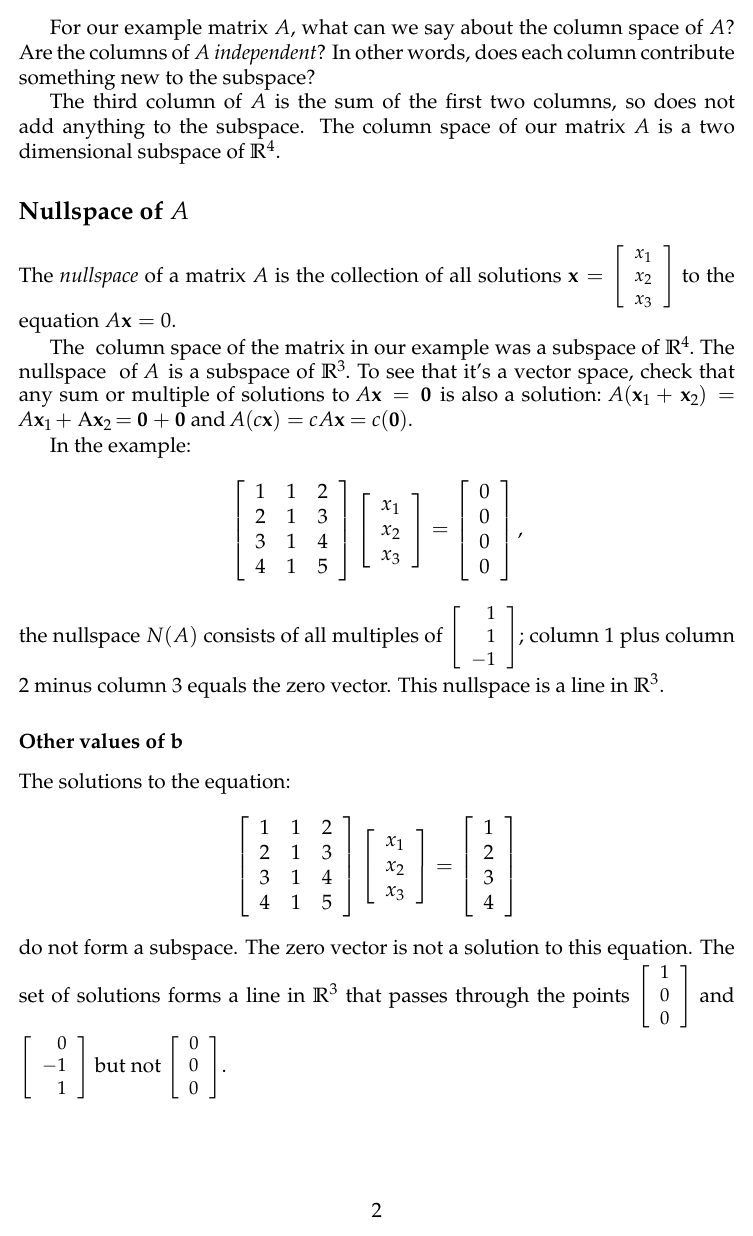 For our example matrix A, what can we say about the column space of A?
Are the columns of A independent? In other words, does each column contribute
something new to the subspace?
The third column of A is the sum of the first two columns, so does not
add anything to the subspace. The column space of our matrix A is a two
dimensional subspace of ℝ⁴.
Nullspace of A
The nullspace of a matrix A is the collection of all solutions x = [ x₁ x₂ x₃ ] to the
equation Ax = 0.
The column space of the matrix in our example was a subspace of ℝ⁴. The
nullspace of A is a subspace of ℝ³. To see that it's a vector space, check that
any sum or multiple of solutions to Ax = 0 is also a solution: A(x₁ + x₂) =
Ax₁ + Ax₂ = 0 + 0 and A(cx) = cAx = c(0).
In the example:
1 1 2
2 1 3
3 1 4
4 1 5
x₁
x₂
x₃
=
0
0
0
0
,
the nullspace N(A) consists of all multiples of [ 1 1 −1 ]; column 1 plus column
2 minus column 3 equals the zero vector. This nullspace is a line in ℝ³.
Other values of b
The solutions to the equation:
1 1 2
2 1 3
3 1 4
4 1 5
x₁
x₂
x₃
=
1
2
3
4
do not form a subspace. The zero vector is not a solution to this equation. The
set of solutions forms a line in ℝ³ that passes through the points [ 1 0 0 ] and
[ 0 −1 1 ] but not [ 0 0 0 ].
2